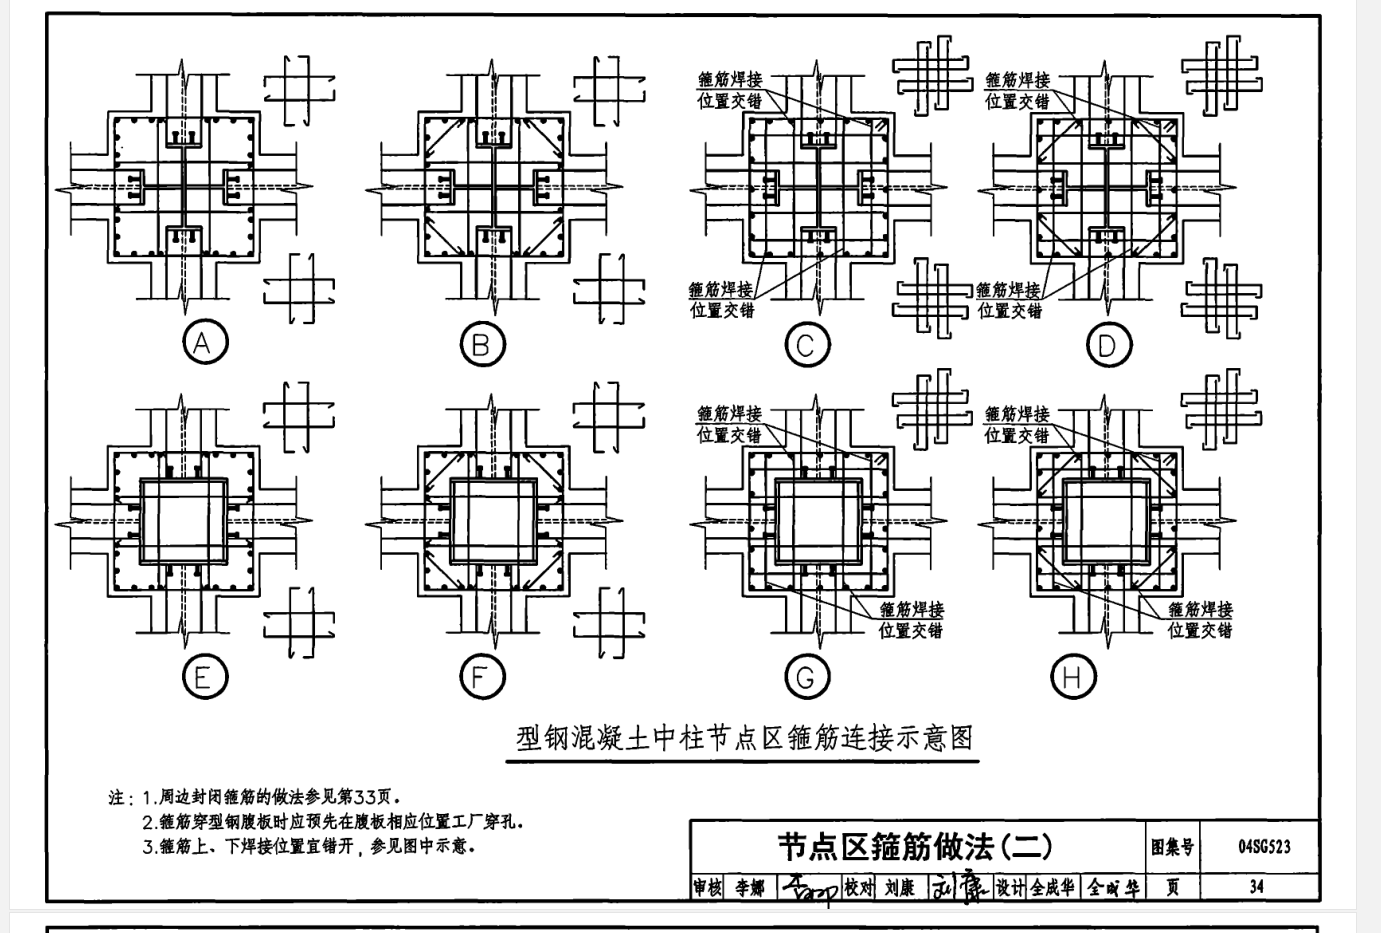 箍筋焊接
位置交错
箍筋焊接
位置交错
箍筋焊接
位置交错
箍筋焊接
位置交错
A
B
C
D
箍筋焊接
位置交错
箍筋焊接
位置交错
箍筋焊接
位置交错
箍筋焊接
位置交错
E
F
G
H
型钢混凝土中柱节点区箍筋连接示意图
注：1.周边封闭箍筋的做法参见第33页。
2.箍筋穿型钢腹板时应预先在腹板相应位置工厂穿孔。
3.箍筋上、下焊接位置宜错开，参见图中示意。
节点区箍筋做法(二) 图集号 04SG523
审核 李娜 校对 刘康 刘康 设计 全成华 全成华 页 34